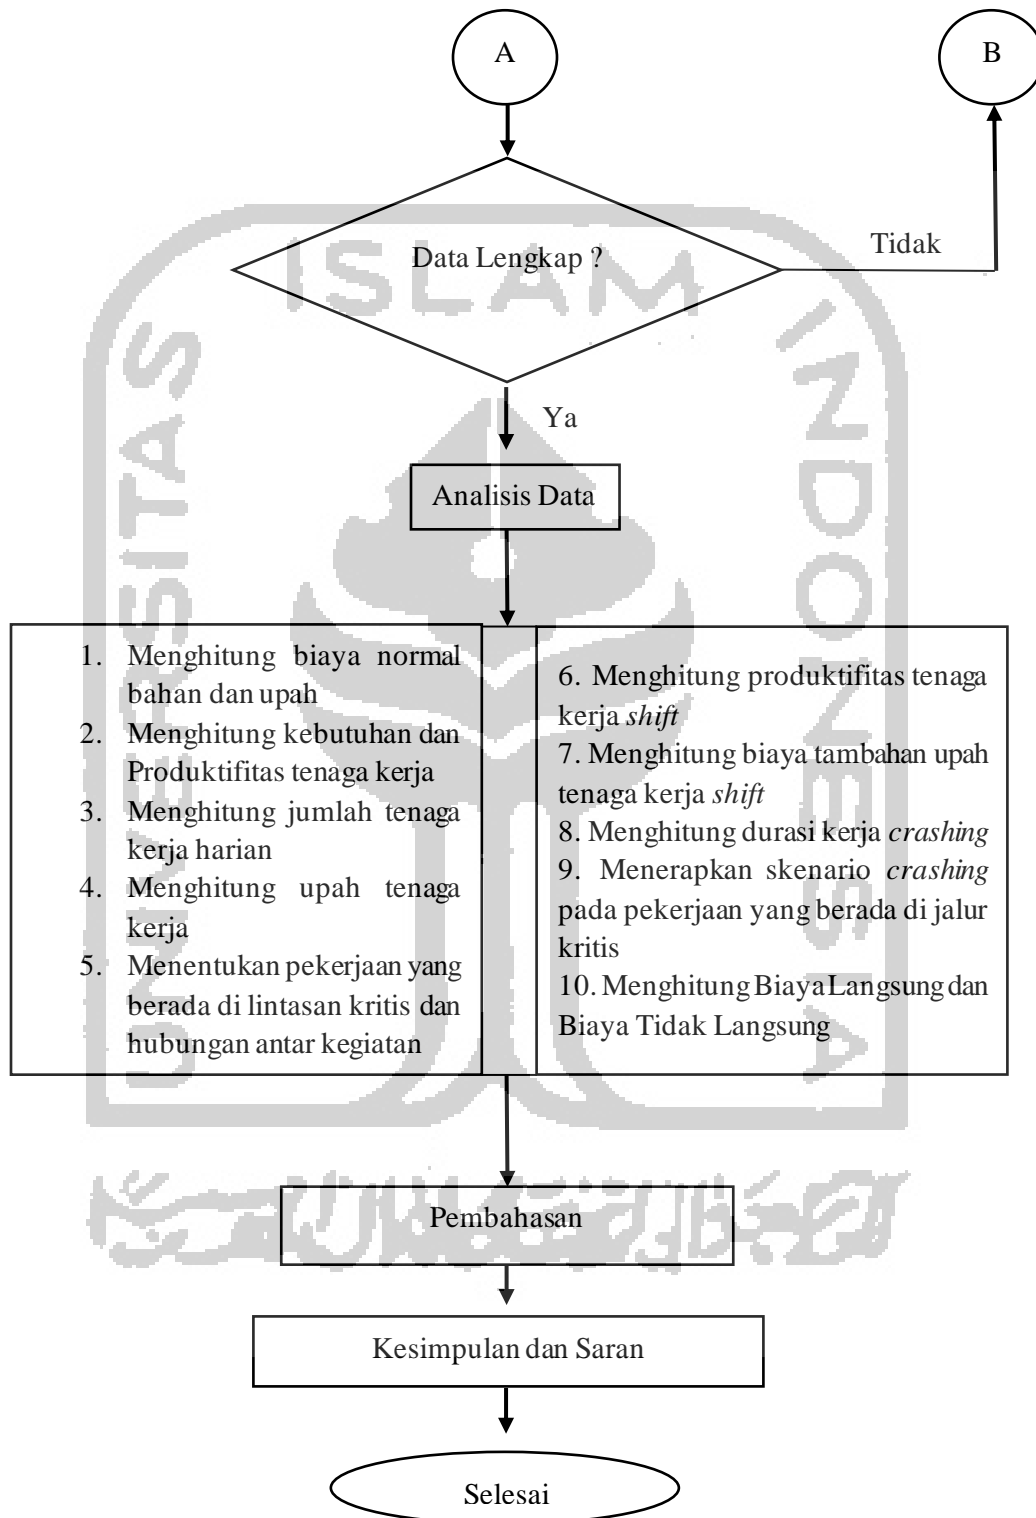 A
B
Data Lengkap ?
Tidak
Ya
Analisis Data
1. Menghitung biaya normal
bahan dan upah
2. Menghitung kebutuhan dan
Produktifitas tenaga kerja
3. Menghitung jumlah tenaga
kerja harian
4. Menghitung upah tenaga
kerja
5. Menentukan pekerjaan yang
berada di lintasan kritis dan
hubungan antar kegiatan
6. Menghitung produktifitas tenaga
kerja shift
7. Menghitung biaya tambahan upah
tenaga kerja shift
8. Menghitung durasi kerja crashing
9. Menerapkan skenario crashing
pada pekerjaan yang berada di jalur
kritis
10. Menghitung Biaya Langsung dan
Biaya Tidak Langsung
Pembahasan
Kesimpulan dan Saran
Selesai
UNIVERSITAS
ISLAM
INDONESIA